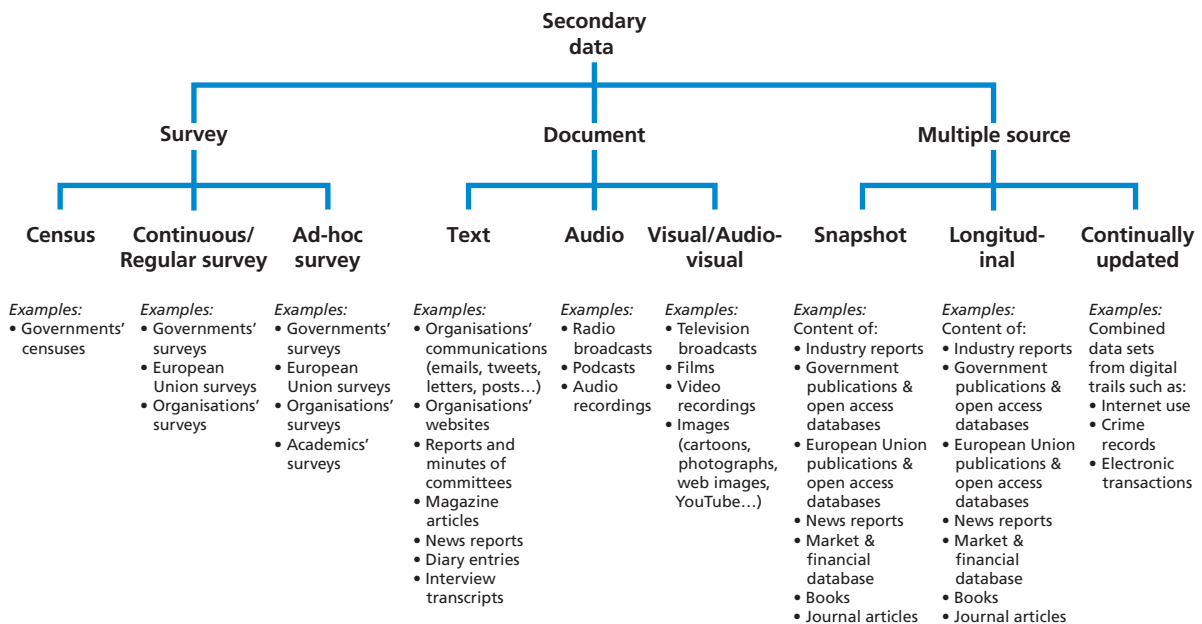 Secondary
data
Survey
Document
Multiple source
Census
Continuous/
Regular survey
Ad-hoc
survey
Text
Audio
Visual/Audio-
visual
Snapshot
Longitud-
inal
Continually
updated
Examples:
• Governments’
censuses
Examples:
• Governments’
surveys
• European
Union surveys
• Organisations’
surveys
Examples:
• Governments’
surveys
• European
Union surveys
• Organisations’
surveys
• Academics’
surveys
Examples:
• Organisations’
communications
(emails, tweets,
letters, posts…)
• Organisations’
websites
• Reports and
minutes of
committees
• Magazine
articles
• News reports
• Diary entries
• Interview
transcripts
Examples:
• Radio
broadcasts
• Podcasts
• Audio
recordings
Examples:
• Television
broadcasts
• Films
• Video
recordings
• Images
(cartoons,
photographs,
web images,
YouTube…)
Examples:
Content of:
• Industry reports
• Government
publications &
open access
databases
• European Union
publications &
open access
databases
• News reports
• Market &
financial
database
• Books
• Journal articles
Examples:
Content of:
• Industry reports
• Government
publications &
open access
databases
• European Union
publications &
open access
databases
• News reports
• Market &
financial
database
• Books
• Journal articles
Examples:
Combined
data sets
from digital
trails such as:
• Internet use
• Crime
records
• Electronic
transactions